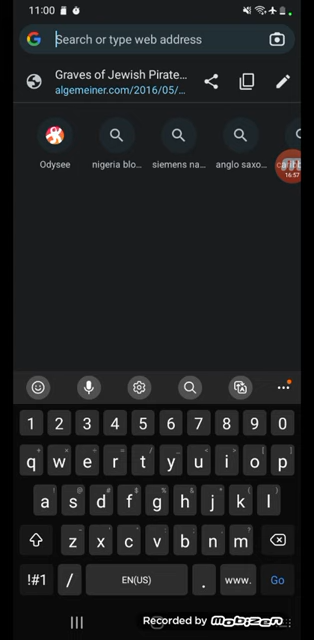 11:00
Search or type web address
Graves of Jewish Pirate...
algemeiner.com/2016/05/...
Odysee
nigeria blo...
siemens na...
anglo saxo...
16:57
1 2 3 4 5 6 7 8 9 0
q w e r t y u i o p
a s d f g h j k l
z x c v b n m
!#1 / EN(US) . www. Go
Recorded by MOBIZEN